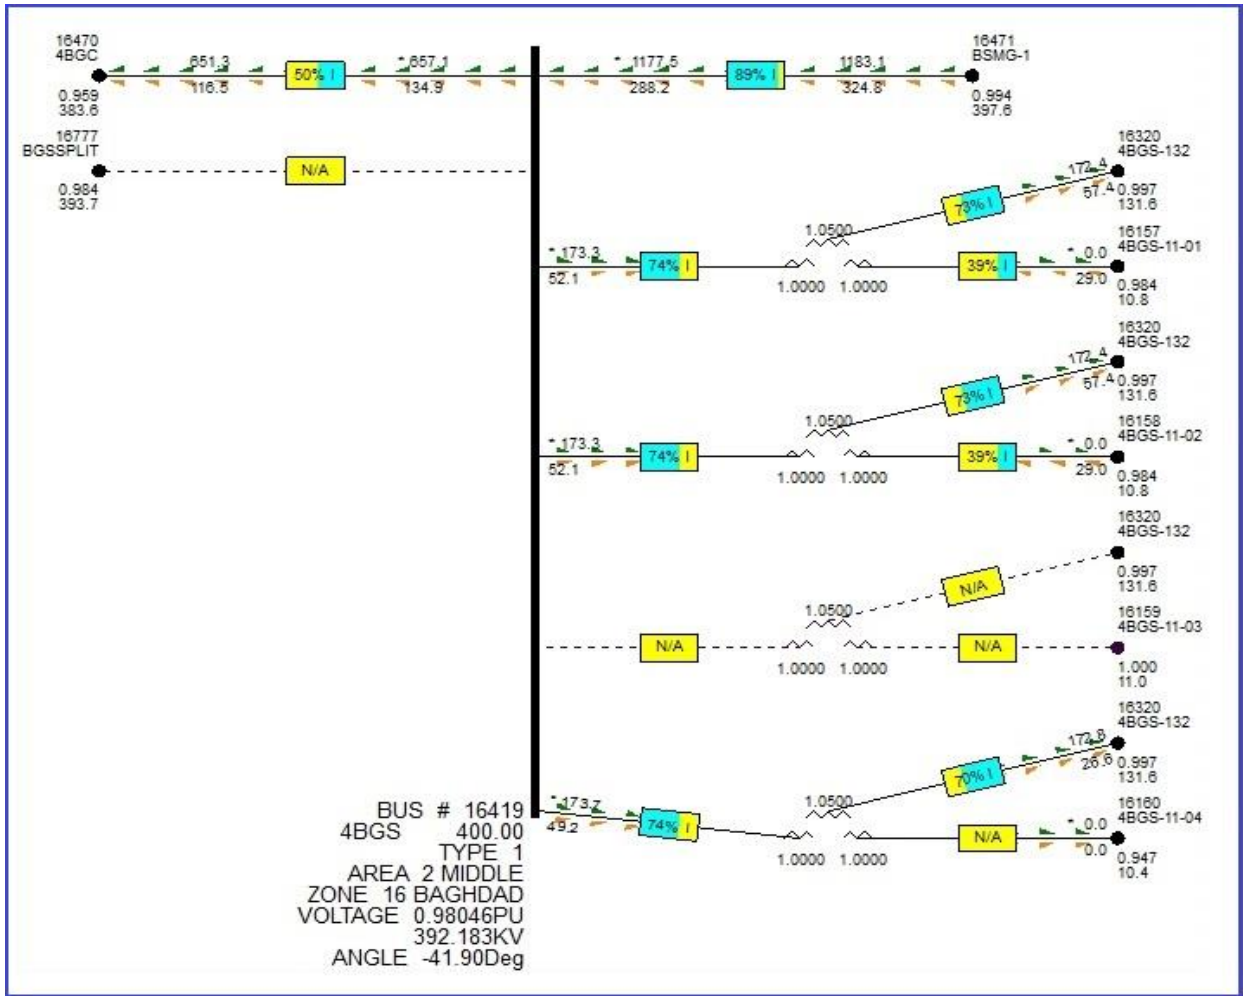 16470
4BGC
651.3
50% I
* 657.1
* 1177.5
89% I
1183.1
16471
BSMG-1
116.5
134.9
288.2
324.8
0.959
383.6
0.994
397.6
16777
BGSSPLIT
N/A
0.984
393.7
16320
4BGS-132
172.4
57.4
0.997
131.6
73% I
1.0500
16157
4BGS-11-01
* 173.3
74% I
39% I
* 0.0
52.1
1.0000 1.0000
29.0
0.984
10.8
16320
4BGS-132
172.4
57.4
0.997
131.6
73% I
1.0500
16158
4BGS-11-02
* 173.3
74% I
39% I
* 0.0
52.1
1.0000 1.0000
29.0
0.984
10.8
16320
4BGS-132
0.997
131.6
N/A
1.0500
16159
4BGS-11-03
N/A
N/A
1.0000 1.0000
1.000
11.0
16320
4BGS-132
172.8
26.6
0.997
131.6
70% I
1.0500
16160
4BGS-11-04
* 173.7
74% I
N/A
* 0.0
49.2
1.0000 1.0000
0.0
0.947
10.4
BUS # 16419
4BGS 400.00
TYPE 1
AREA 2 MIDDLE
ZONE 16 BAGHDAD
VOLTAGE 0.98046PU
392.183KV
ANGLE -41.90Deg